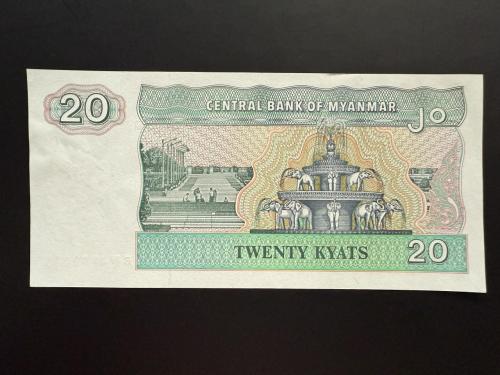 20
CENTRAL BANK OF MYANMAR
၂၀
TWENTY KYATS
20